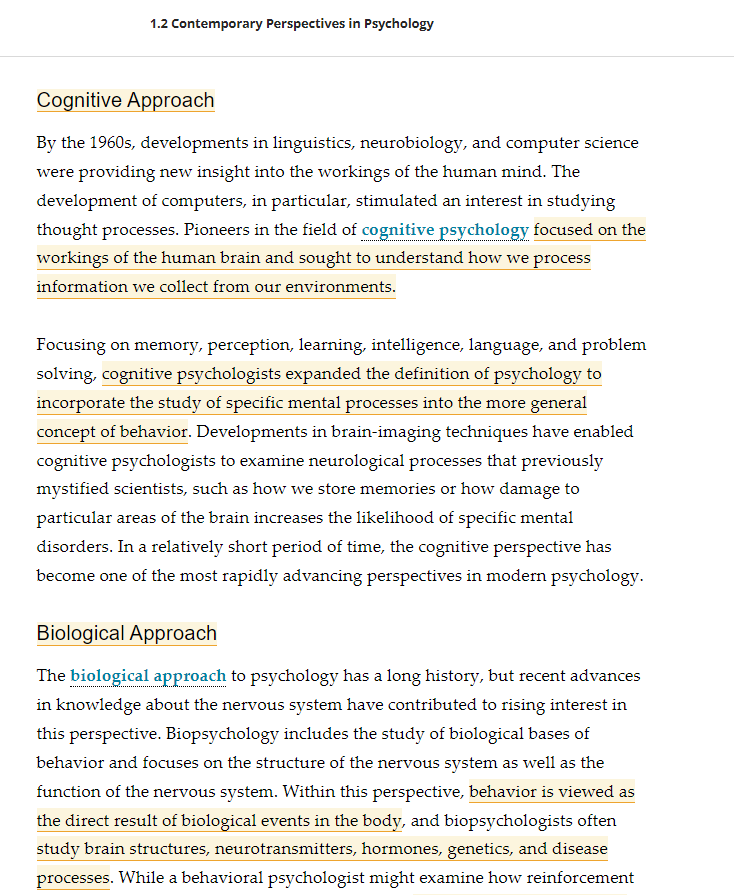 1.2 Contemporary Perspectives in Psychology
Cognitive Approach
By the 1960s, developments in linguistics, neurobiology, and computer science
were providing new insight into the workings of the human mind. The
development of computers, in particular, stimulated an interest in studying
thought processes. Pioneers in the field of cognitive psychology focused on the
workings of the human brain and sought to understand how we process
information we collect from our environments.
Focusing on memory, perception, learning, intelligence, language, and problem
solving, cognitive psychologists expanded the definition of psychology to
incorporate the study of specific mental processes into the more general
concept of behavior. Developments in brain-imaging techniques have enabled
cognitive psychologists to examine neurological processes that previously
mystified scientists, such as how we store memories or how damage to
particular areas of the brain increases the likelihood of specific mental
disorders. In a relatively short period of time, the cognitive perspective has
become one of the most rapidly advancing perspectives in modern psychology.
Biological Approach
The biological approach to psychology has a long history, but recent advances
in knowledge about the nervous system have contributed to rising interest in
this perspective. Biopsychology includes the study of biological bases of
behavior and focuses on the structure of the nervous system as well as the
function of the nervous system. Within this perspective, behavior is viewed as
the direct result of biological events in the body, and biopsychologists often
study brain structures, neurotransmitters, hormones, genetics, and disease
processes. While a behavioral psychologist might examine how reinforcement